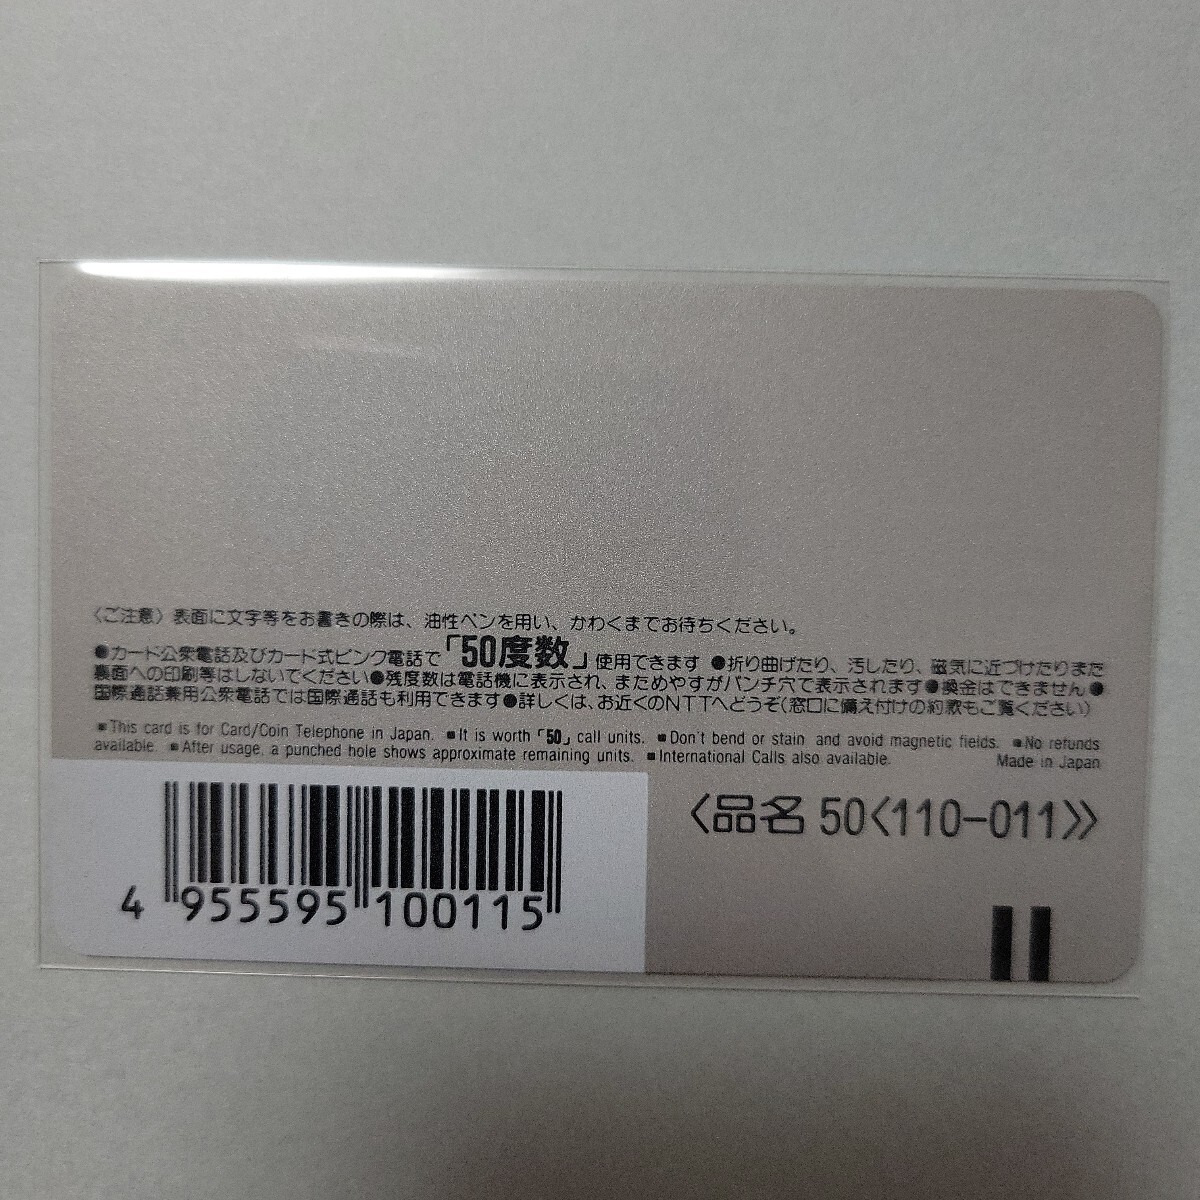 〈ご注意〉表面に文字等をお書きの際は、油性ペンを用い、かわくまでお待ちください。
●カード公衆電話及びカード式ピンク電話で「50度数」使用できます ●折り曲げたり、汚したり、磁気に近づけたりまた
裏面への印刷等はしないでください●残度数は電話機に表示され、まためやすがパンチ穴で表示されます●換金はできません●
国際通話兼用公衆電話では国際通話も利用できます●詳しくは、お近くのNTTへどうぞ(窓口に備え付けの約款もご覧ください)
■This card is for Card/Coin Telephone in Japan. ■It is worth「50」call units. ■Don't bend or stain and avoid magnetic fields. ■No refunds
available. ■After usage, a punched hole shows approximate remaining units. ■International Calls also available. Made in Japan
〈品名 50〈110-011〉〉
4 955595 100115